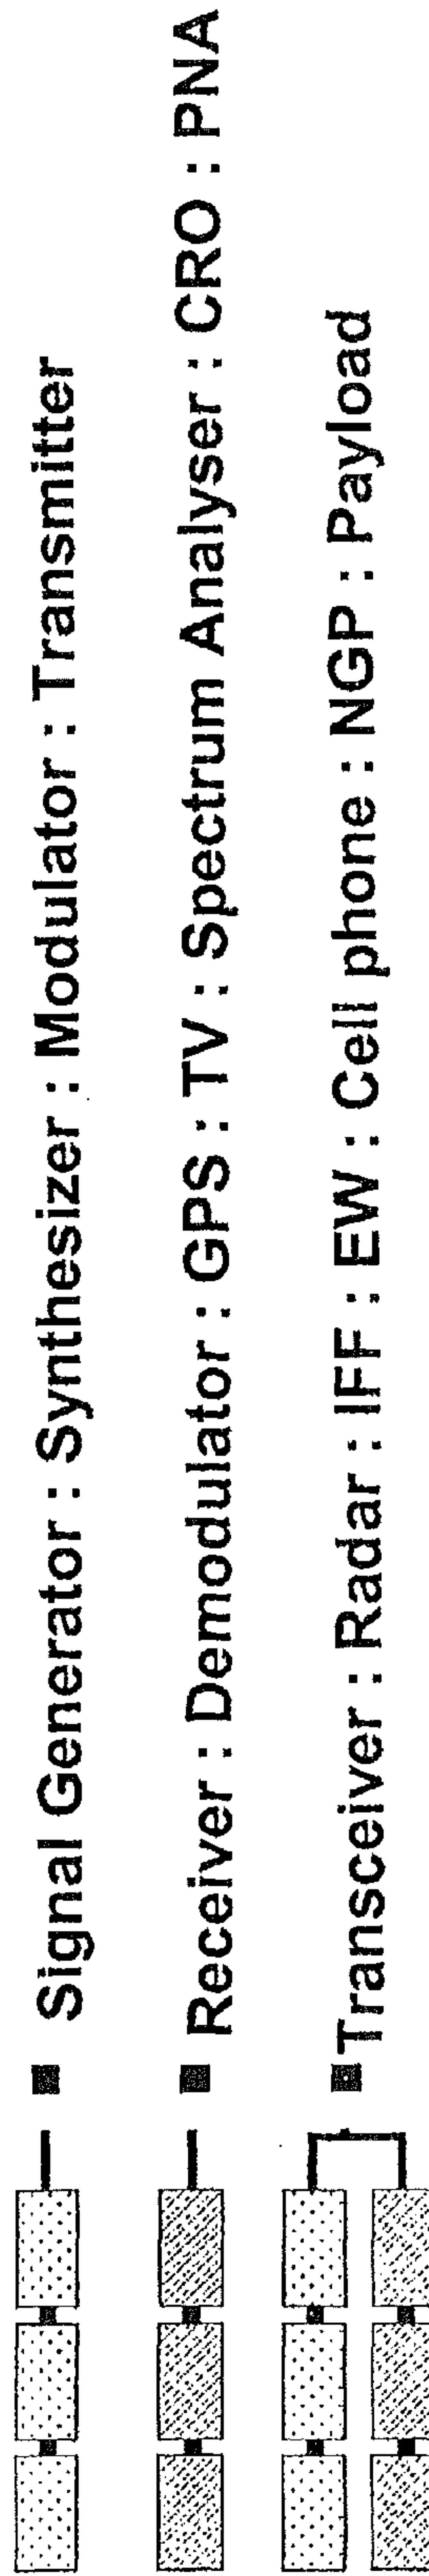 Signal Generator : Synthesizer : Modulator : Transmitter
Receiver : Demodulator : GPS : TV : Spectrum Analyser : CRO : PNA
Transceiver : Radar : IFF : EW : Cell phone : NGP : Payload